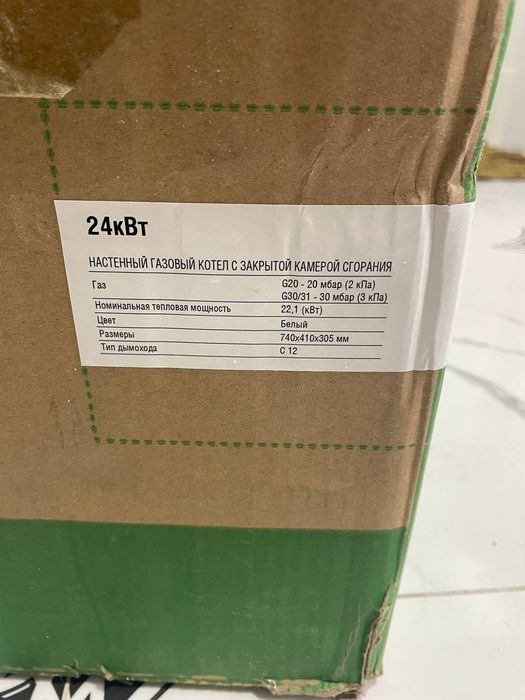 24кВт
НАСТЕННЫЙ ГАЗОВЫЙ КОТЕЛ С ЗАКРЫТОЙ КАМЕРОЙ СГОРАНИЯ
Газ G20 - 20 мбар (2 кПа)
G30/31 - 30 мбар (3 кПа)
Номинальная тепловая мощность 22,1 (кВт)
Цвет Белый
Размеры 740x410x305 мм
Тип дымохода С 12